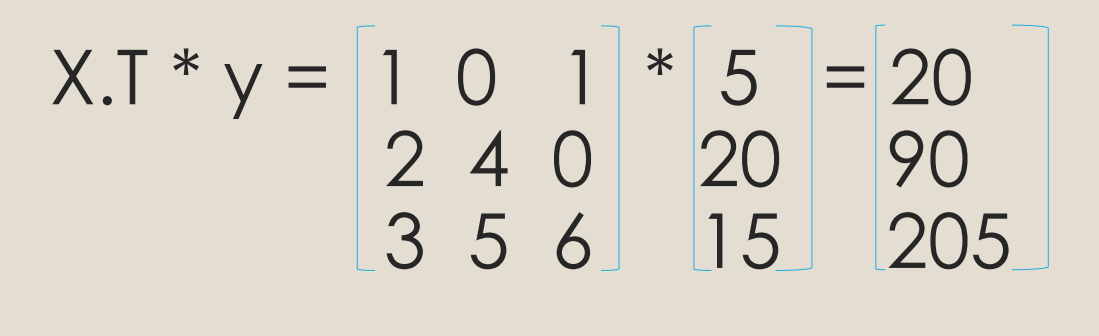 X.T * y = [1 0 1] * [5] = [20]
2 4 0 20 90
3 5 6 15 205